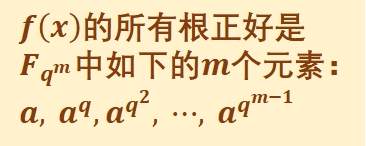 f(x)的所有根正好是
F_{q^m}中如下的m个元素：
a, a^q, a^{q^2}, ⋯, a^{q^{m-1}}